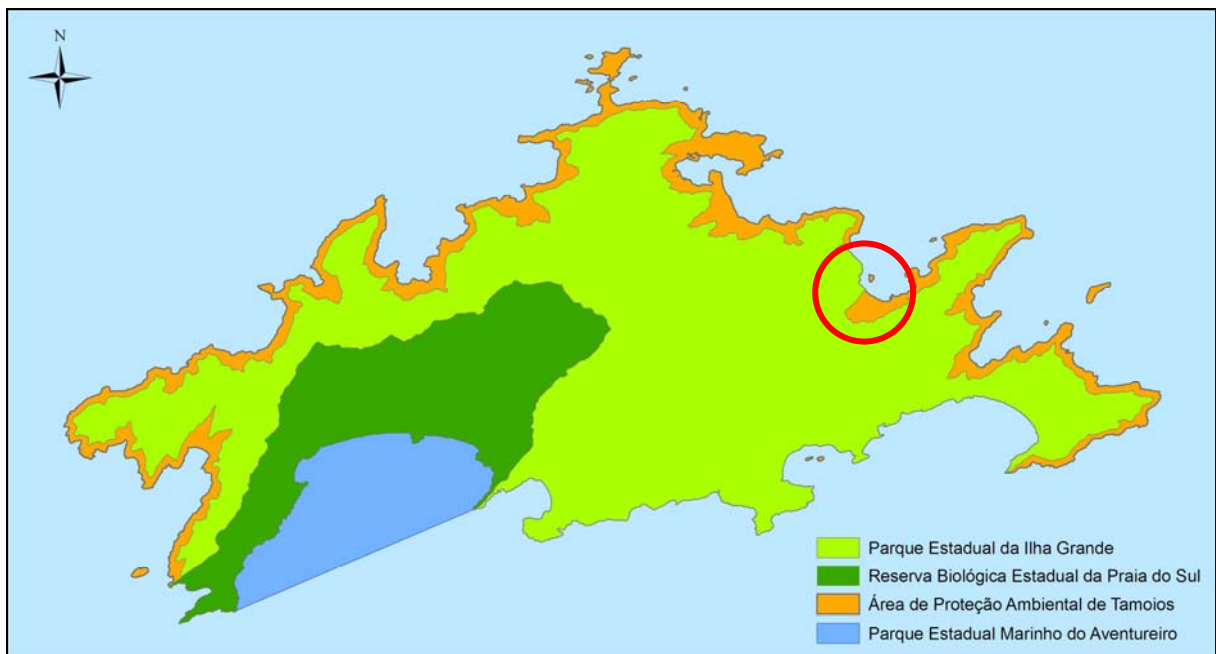 N
Parque Estadual da Ilha Grande
Reserva Biológica Estadual da Praia do Sul
Área de Proteção Ambiental de Tamoios
Parque Estadual Marinho do Aventureiro